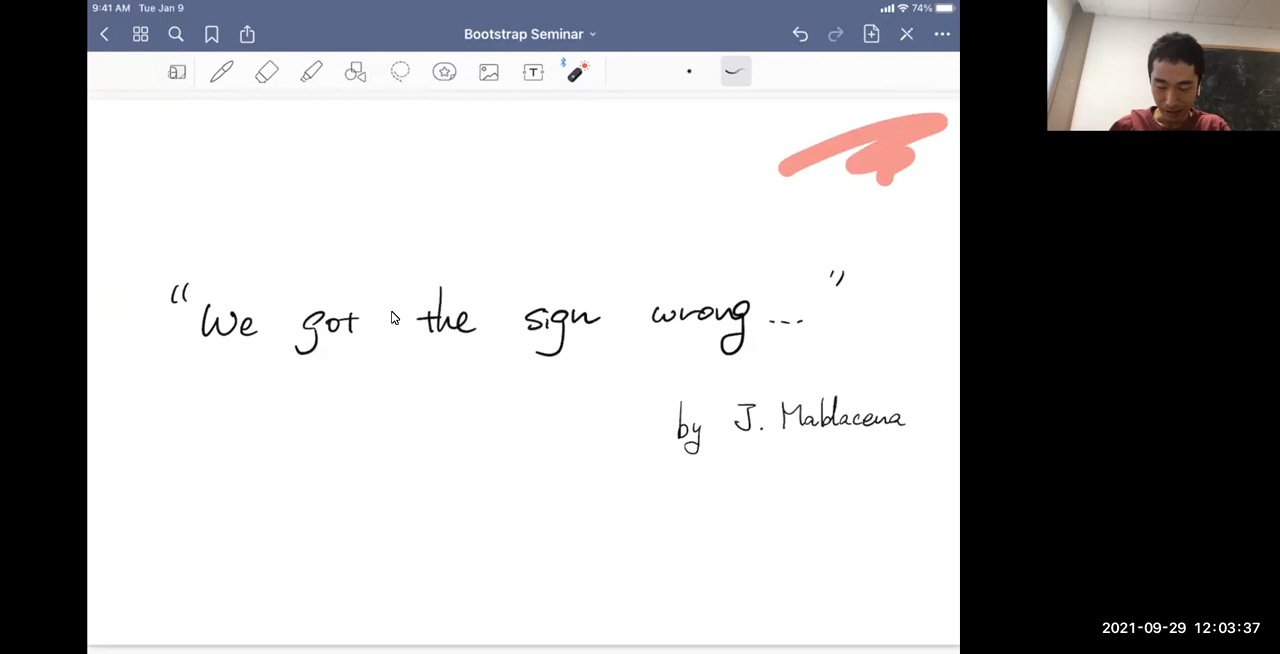 9:41 AM Tue Jan 9
74%
Bootstrap Seminar
T
“We got the sign wrong...”
by J. Maldacena
2021-09-29 12:03:37